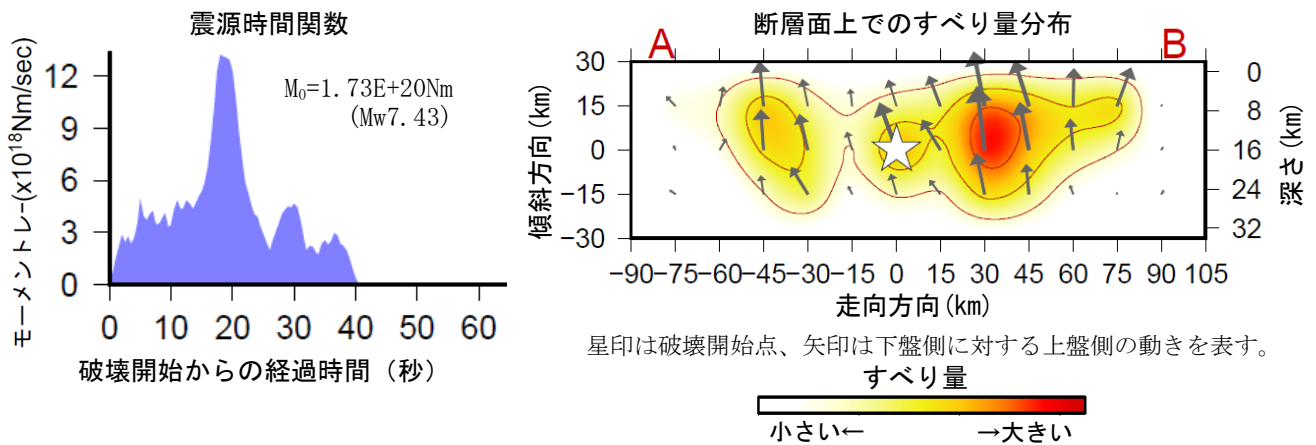 震源時間関数
モーメントレート(x10¹⁸Nm/sec)
12
9
6
3
0
M₀=1.73E+20Nm
(Mw7.43)
0 10 20 30 40 50 60
破壊開始からの経過時間（秒）
断層面上でのすべり量分布
A B
傾斜方向(km)
30
15
0
−15
−30
0
8
16
24
32
深さ(km)
−90 −75 −60 −45 −30 −15 0 15 30 45 60 75 90 105
走向方向(km)
星印は破壊開始点、矢印は下盤側に対する上盤側の動きを表す。
すべり量
小さい← →大きい